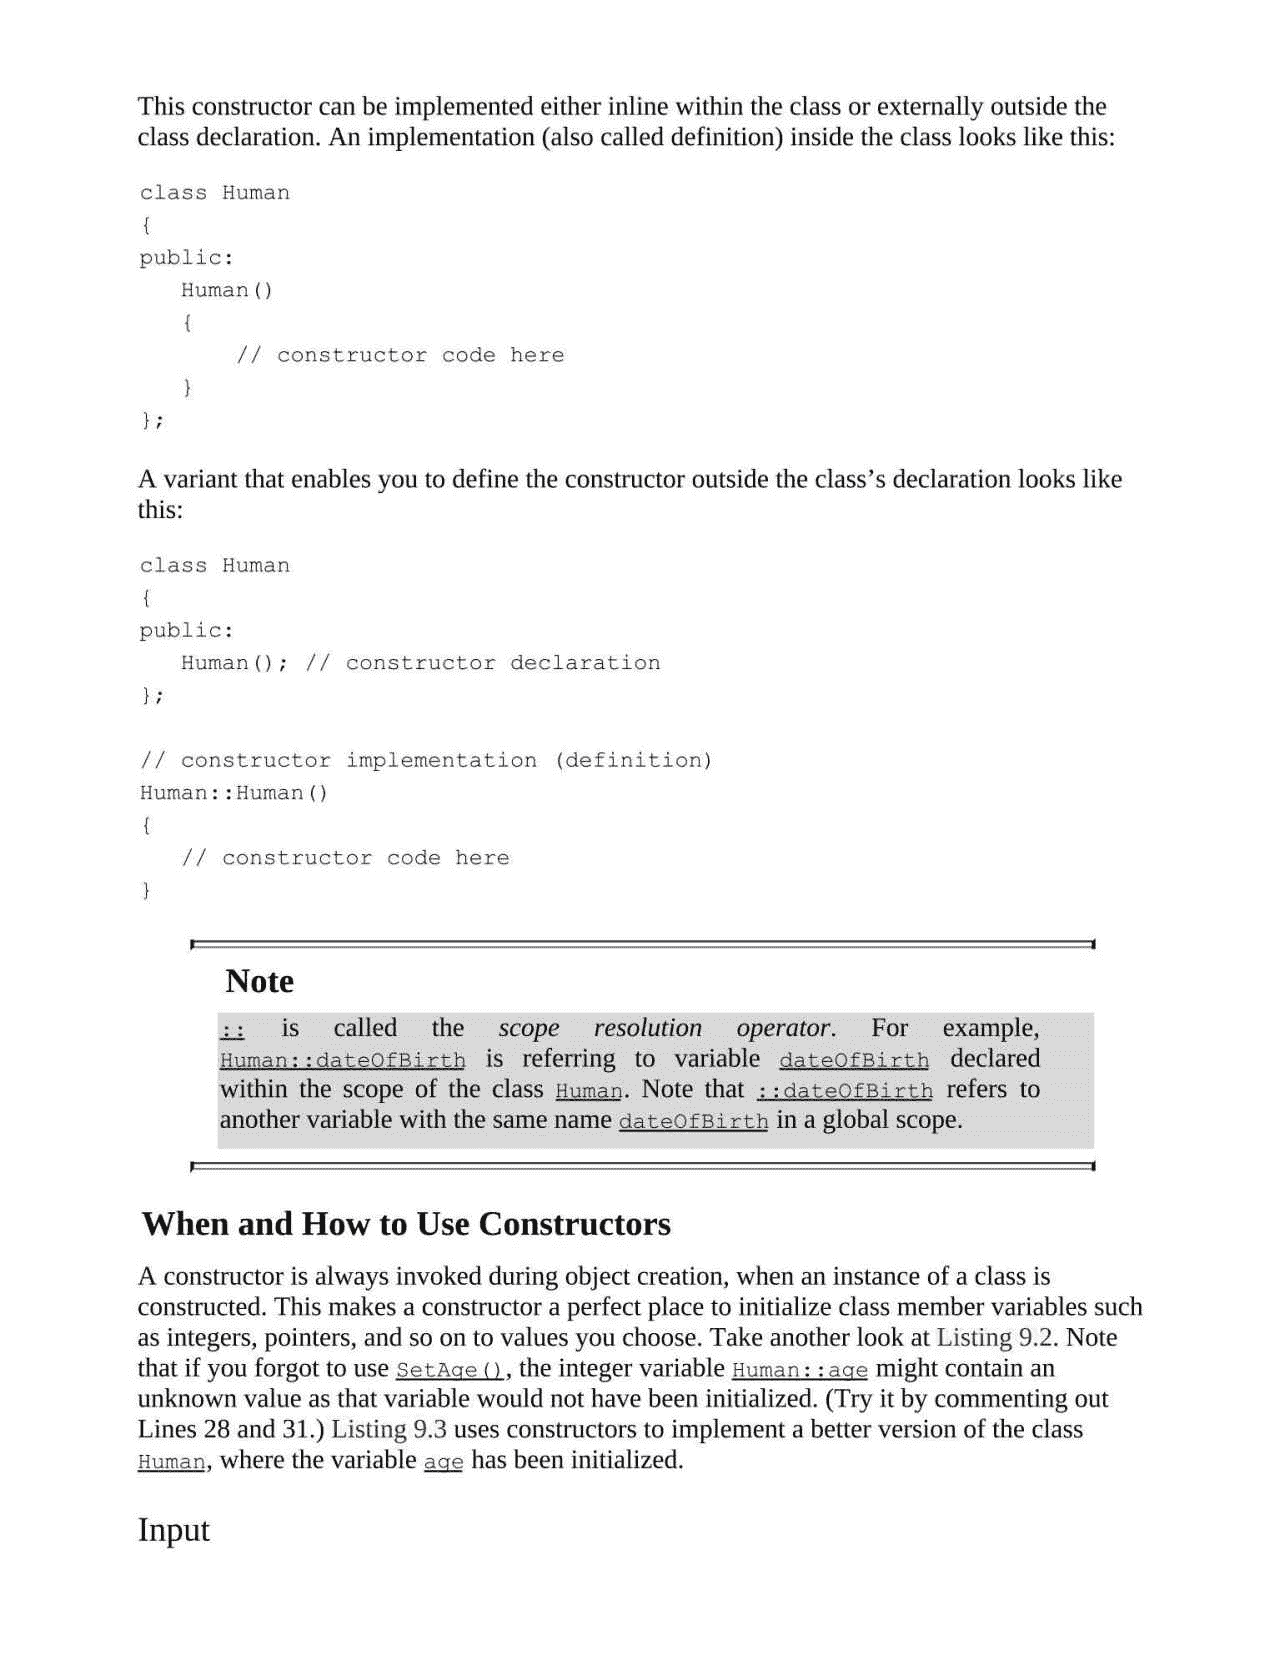 This constructor can be implemented either inline within the class or externally outside the
class declaration. An implementation (also called definition) inside the class looks like this:
class Human
{
public:
   Human()
   {
       // constructor code here
   }
};
A variant that enables you to define the constructor outside the class’s declaration looks like
this:
class Human
{
public:
   Human(); // constructor declaration
};
// constructor implementation (definition)
Human::Human()
{
   // constructor code here
}
Note
:: is called the scope resolution operator. For example,
Human::dateOfBirth is referring to variable dateOfBirth declared
within the scope of the class Human. Note that ::dateOfBirth refers to
another variable with the same name dateOfBirth in a global scope.
When and How to Use Constructors
A constructor is always invoked during object creation, when an instance of a class is
constructed. This makes a constructor a perfect place to initialize class member variables such
as integers, pointers, and so on to values you choose. Take another look at Listing 9.2. Note
that if you forgot to use SetAge(), the integer variable Human::age might contain an
unknown value as that variable would not have been initialized. (Try it by commenting out
Lines 28 and 31.) Listing 9.3 uses constructors to implement a better version of the class
Human, where the variable age has been initialized.
Input